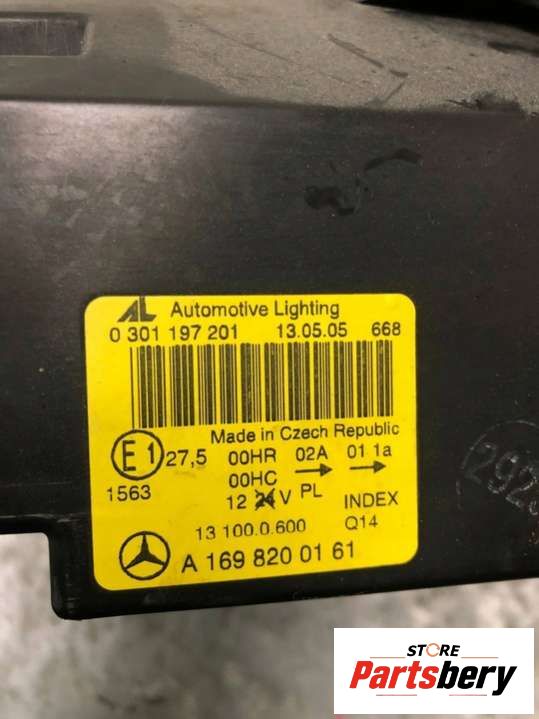 AL Automotive Lighting
0 301 197 201 13.05.05 668
Made in Czech Republic
E1 27,5 00HR 02A 01 1a
1563 00HC → →
12 24 V PL INDEX
13 100.0.600 Q14
A 169 820 01 61
292
STORE
Partsbery